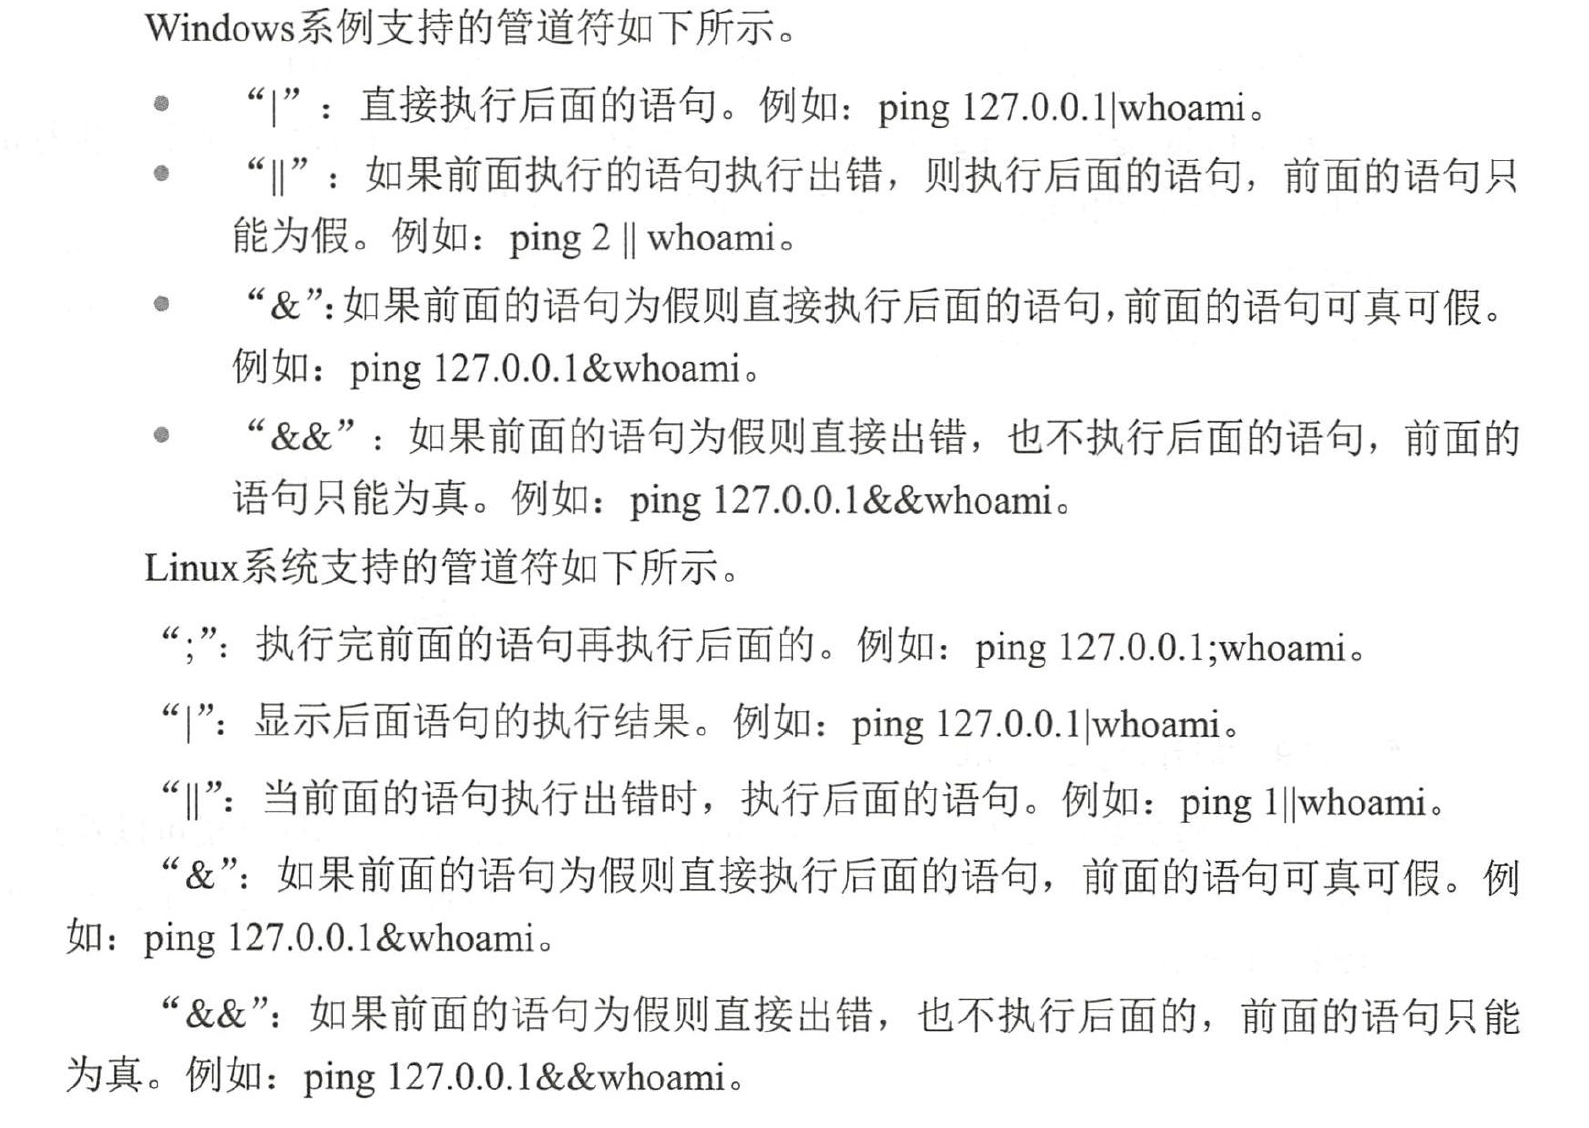 Windows系例支持的管道符如下所示。
● “|”：直接执行后面的语句。例如：ping 127.0.0.1|whoami。
● “||”：如果前面执行的语句执行出错，则执行后面的语句，前面的语句只
能为假。例如：ping 2 || whoami。
● “&”：如果前面的语句为假则直接执行后面的语句，前面的语句可真可假。
例如：ping 127.0.0.1&whoami。
● “&&”：如果前面的语句为假则直接出错，也不执行后面的语句，前面的
语句只能为真。例如：ping 127.0.0.1&&whoami。
Linux系统支持的管道符如下所示。
“;”：执行完前面的语句再执行后面的。例如：ping 127.0.0.1;whoami。
“|”：显示后面语句的执行结果。例如：ping 127.0.0.1|whoami。
“||”：当前面的语句执行出错时，执行后面的语句。例如：ping 1||whoami。
“&”：如果前面的语句为假则直接执行后面的语句，前面的语句可真可假。例
如：ping 127.0.0.1&whoami。
“&&”：如果前面的语句为假则直接出错，也不执行后面的，前面的语句只能
为真。例如：ping 127.0.0.1&&whoami。